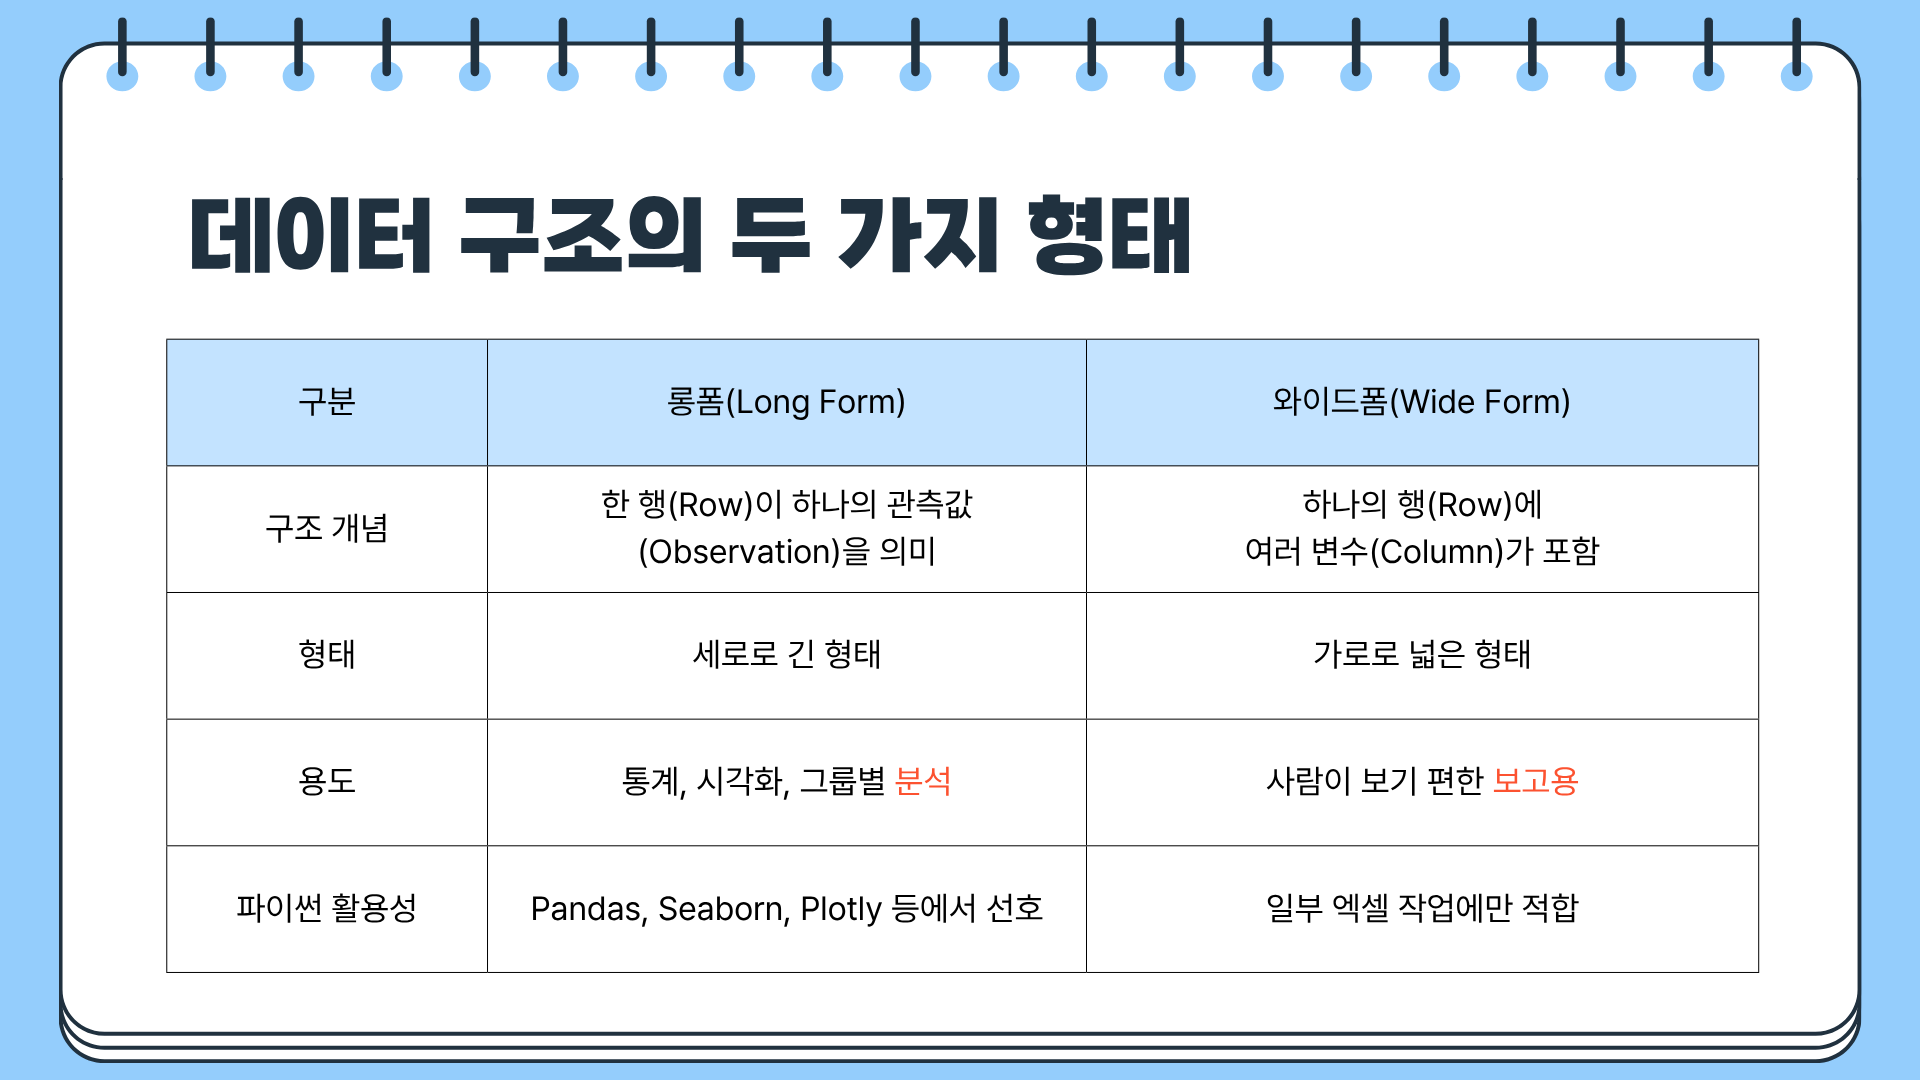 데이터 구조의 두 가지 형태
구분
롱폼(Long Form)
와이드폼(Wide Form)
구조 개념
한 행(Row)이 하나의 관측값
(Observation)을 의미
하나의 행(Row)에
여러 변수(Column)가 포함
형태
세로로 긴 형태
가로로 넓은 형태
용도
통계, 시각화, 그룹별 분석
사람이 보기 편한 보고용
파이썬 활용성
Pandas, Seaborn, Plotly 등에서 선호
일부 엑셀 작업에만 적합